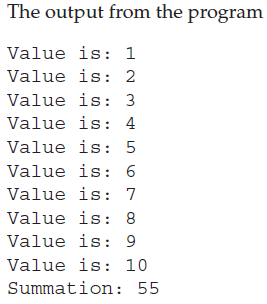 The output from the program
Value is: 1
Value is: 2
Value is: 3
Value is: 4
Value is: 5
Value is: 6
Value is: 7
Value is: 8
Value is: 9
Value is: 10
Summation: 55